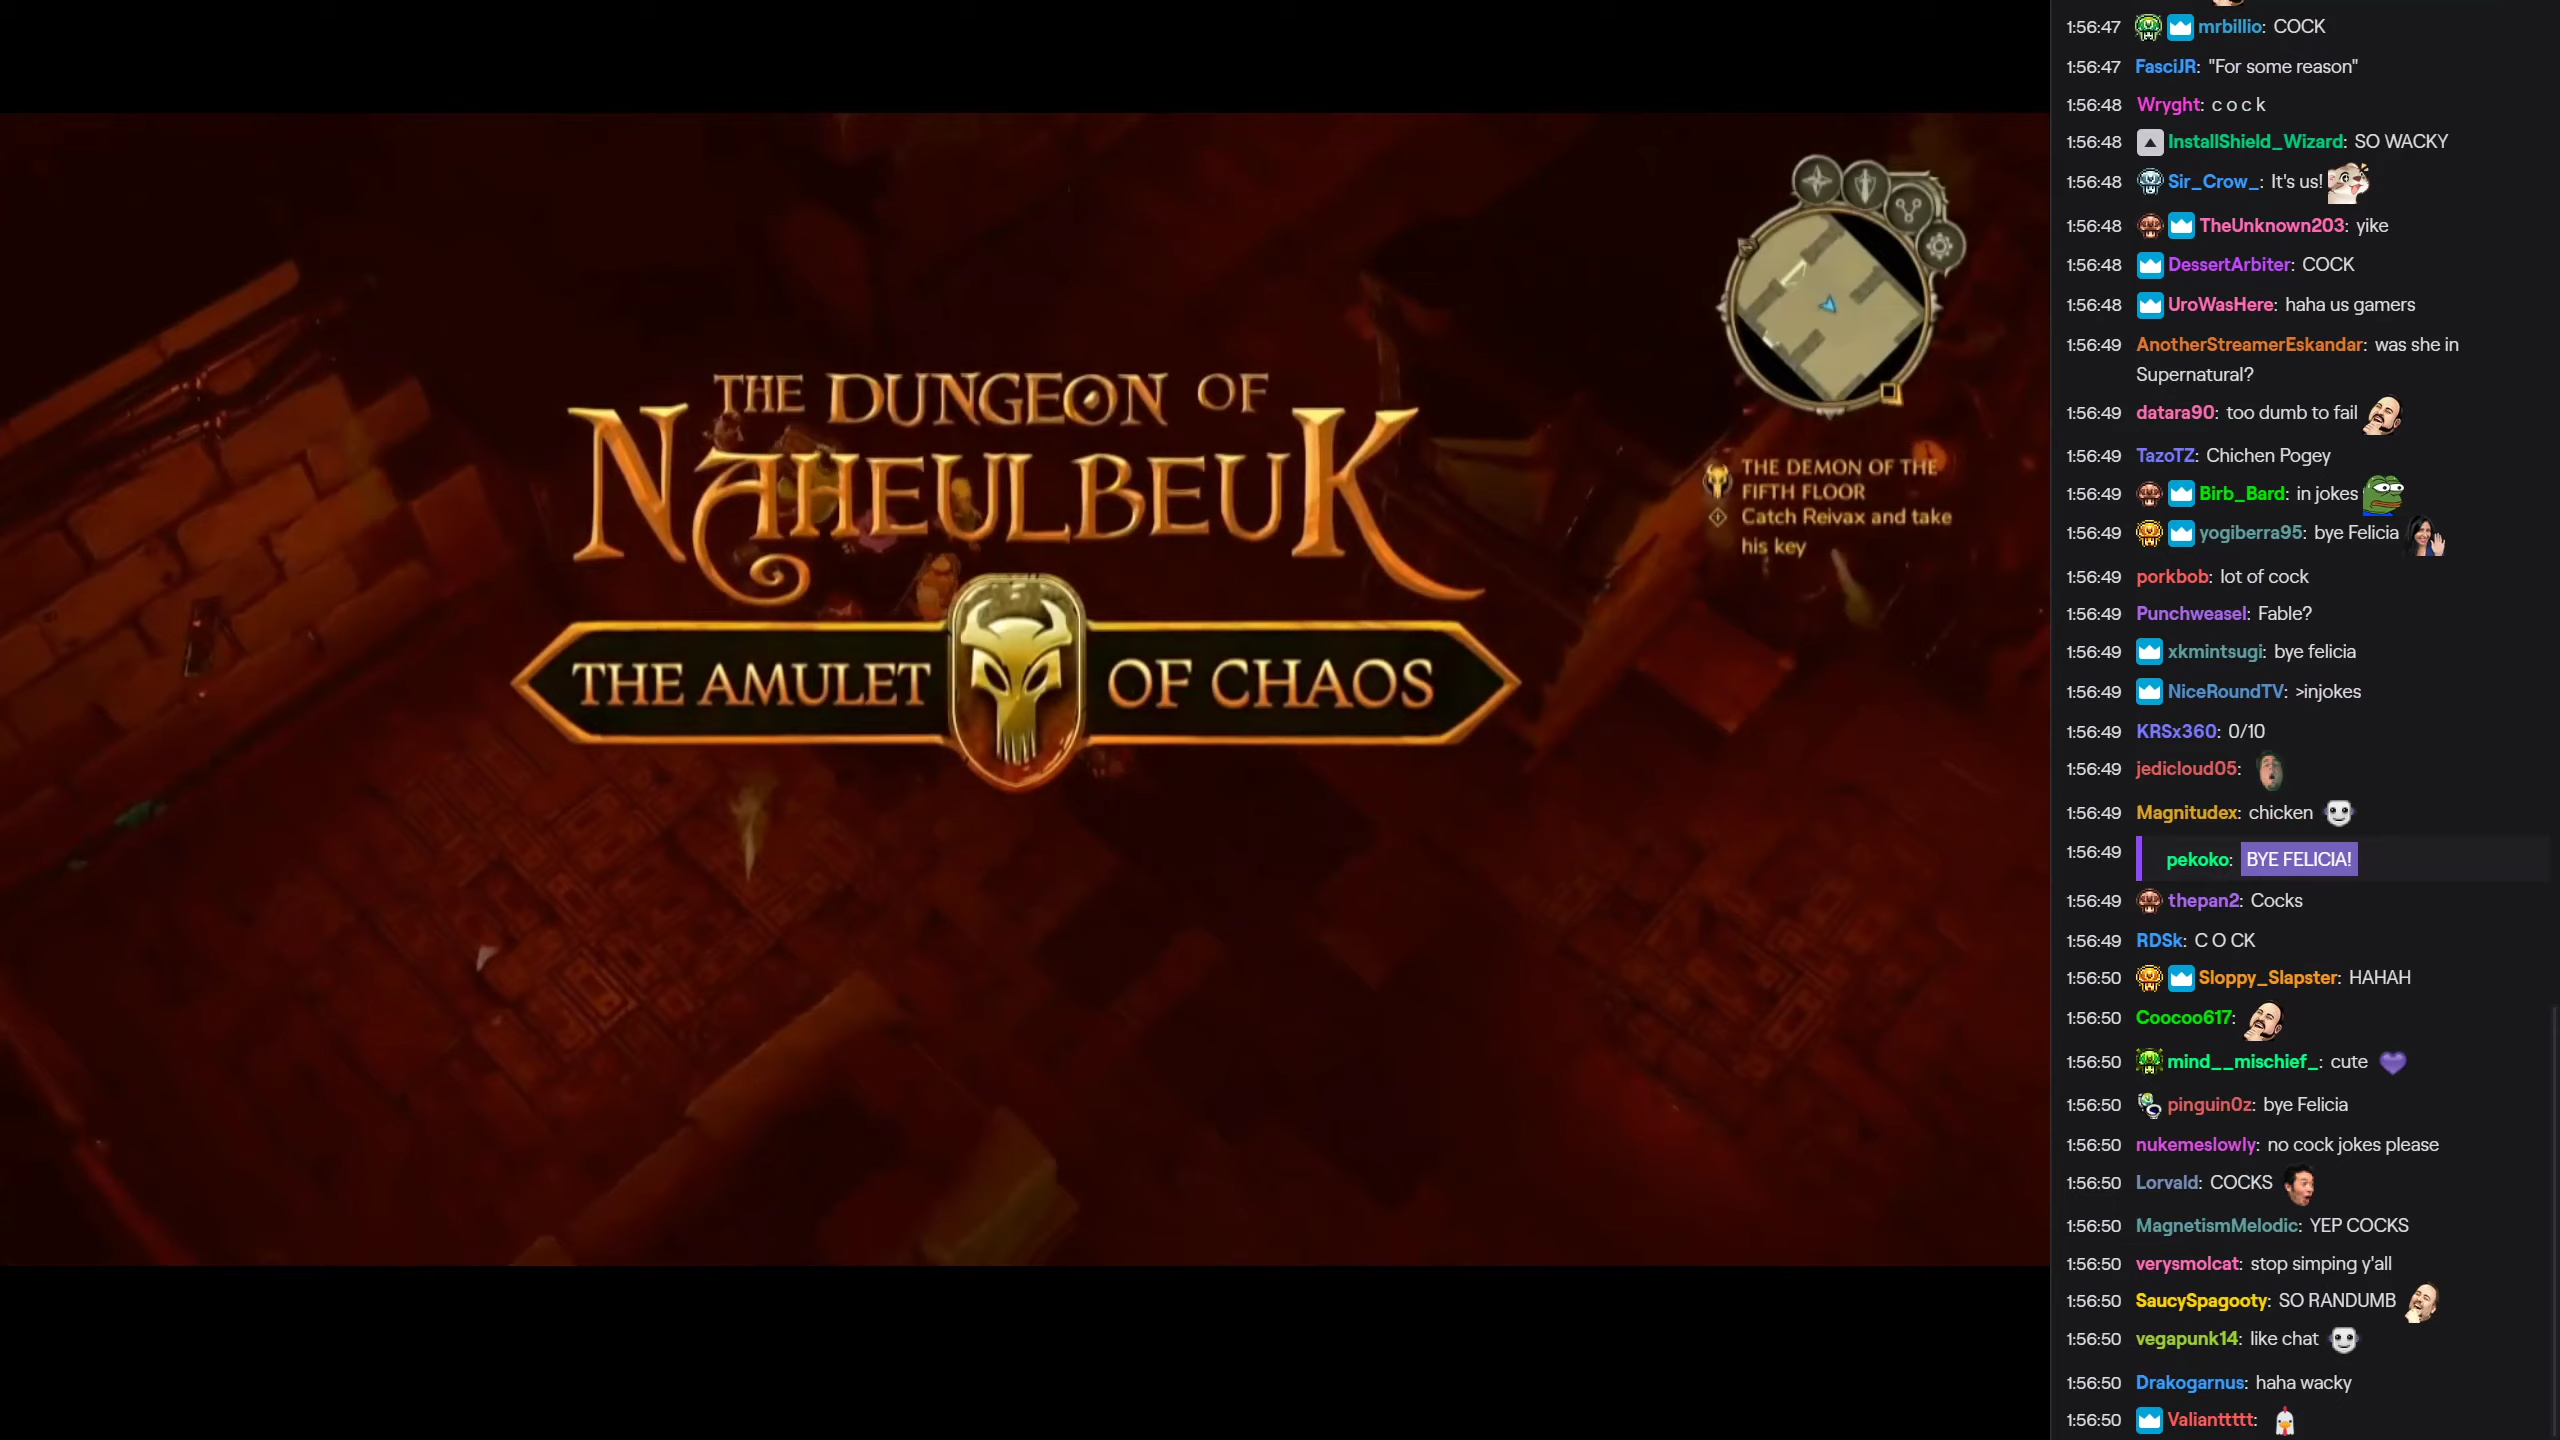 THE DUNGEON OF
NAHEULBEUK
THE AMULET OF CHAOS
THE DEMON OF THE
FIFTH FLOOR
Catch Reivax and take
his key
1:56:47 mrbillio: COCK
1:56:47 FasciJR: "For some reason"
1:56:48 Wryght: c o c k
1:56:48 InstallShield_Wizard: SO WACKY
1:56:48 Sir_Crow_: It's us!
1:56:48 TheUnknown203: yike
1:56:48 DessertArbiter: COCK
1:56:48 UroWasHere: haha us gamers
1:56:49 AnotherStreamerEskandar: was she in
Supernatural?
1:56:49 datara90: too dumb to fail
1:56:49 TazoTZ: Chichen Pogey
1:56:49 Birb_Bard: in jokes
1:56:49 yogiberra95: bye Felicia
1:56:49 porkbob: lot of cock
1:56:49 Punchweasel: Fable?
1:56:49 xkmintsugi: bye felicia
1:56:49 NiceRoundTV: >injokes
1:56:49 KRSx360: 0/10
1:56:49 jedicloud05:
1:56:49 Magnitudex: chicken
1:56:49 pekoko: BYE FELICIA!
1:56:49 thepan2: Cocks
1:56:49 RDSk: C O CK
1:56:50 Sloppy_Slapster: HAHAH
1:56:50 Coocoo617:
1:56:50 mind__mischief_: cute
1:56:50 pinguin0z: bye Felicia
1:56:50 nukemeslowly: no cock jokes please
1:56:50 Lorvald: COCKS
1:56:50 MagnetismMelodic: YEP COCKS
1:56:50 verysmolcat: stop simping y'all
1:56:50 SaucySpagooty: SO RANDUMB
1:56:50 vegapunk14: like chat
1:56:50 Drakogarnus: haha wacky
1:56:50 Valianttttt: